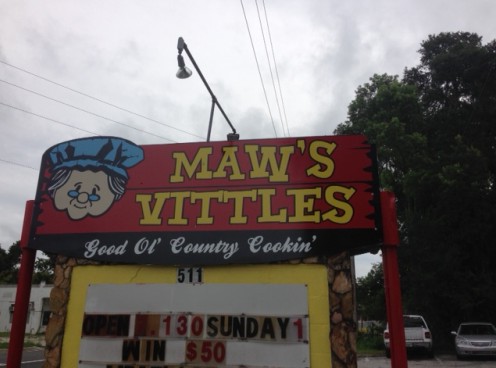 MAW'S
VITTLES
Good Ol' Country Cookin'
511
OPEN 130 SUNDAY 1
WIN $50